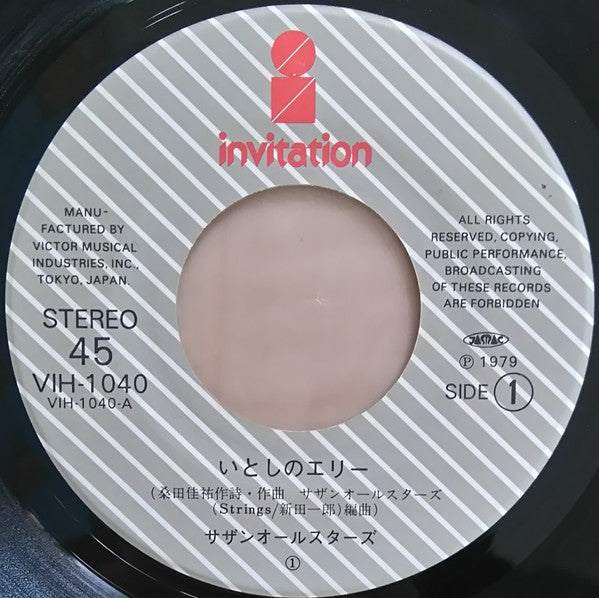 invitation
MANU-
FACTURED BY
VICTOR MUSICAL
INDUSTRIES, INC.,
TOKYO, JAPAN.
ALL RIGHTS
RESERVED, COPYING,
PUBLIC PERFORMANCE,
BROADCASTING
OF THESE RECORDS
ARE FORBIDDEN
STEREO
45
VIH-1040
VIH-1040-A
JASRAC
Ⓟ 1979
SIDE 1
いとしのエリー
(桑田佳祐作詩・作曲 サザンオールスターズ
(Strings/新田一郎)編曲)
サザンオールスターズ
①